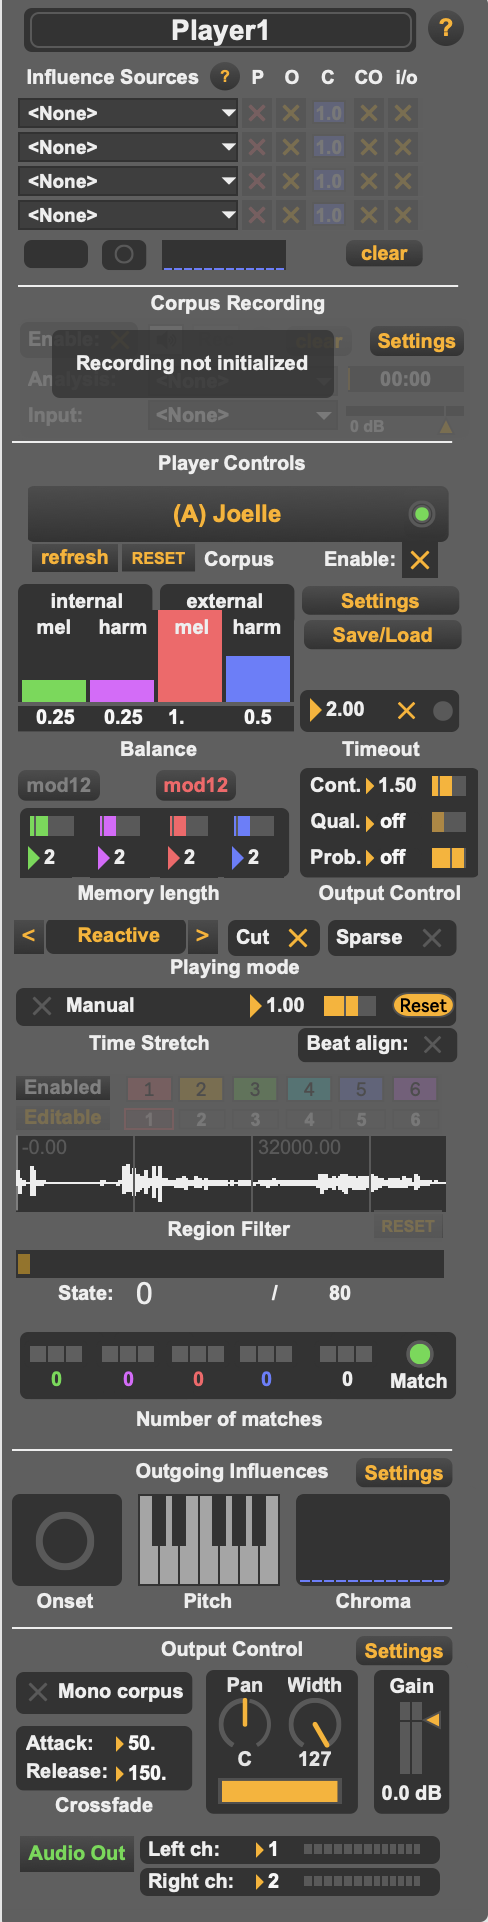 Player1 ?
Influence Sources ? P O C CO i/o
<None> 1.0
<None> 1.0
<None> 1.0
<None> 1.0
clear
Corpus Recording
Enable: clear Settings
Recording not initialized
Analysis: <None> 00:00
Input: <None> 0 dB
Player Controls
(A) Joelle
refresh RESET Corpus Enable:
internal external Settings
mel harm mel harm
Save/Load
0.25 0.25 1. 0.5 2.00
Balance Timeout
mod12 mod12 Cont. 1.50
Qual. off
2 2 2 2 Prob. off
Memory length Output Control
< Reactive > Cut Sparse
Playing mode
Manual 1.00 Reset
Time Stretch Beat align:
Enabled 1 2 3 4 5 6
Editable 1 2 3 4 5 6
-0.00 32000.00
Region Filter RESET
State: 0 / 80
0 0 0 0 0 Match
Number of matches
Outgoing Influences Settings
Onset Pitch Chroma
Output Control Settings
Mono corpus Pan Width Gain
Attack: 50.
Release: 150. C 127
0.0 dB
Crossfade
Audio Out Left ch: 1
Right ch: 2